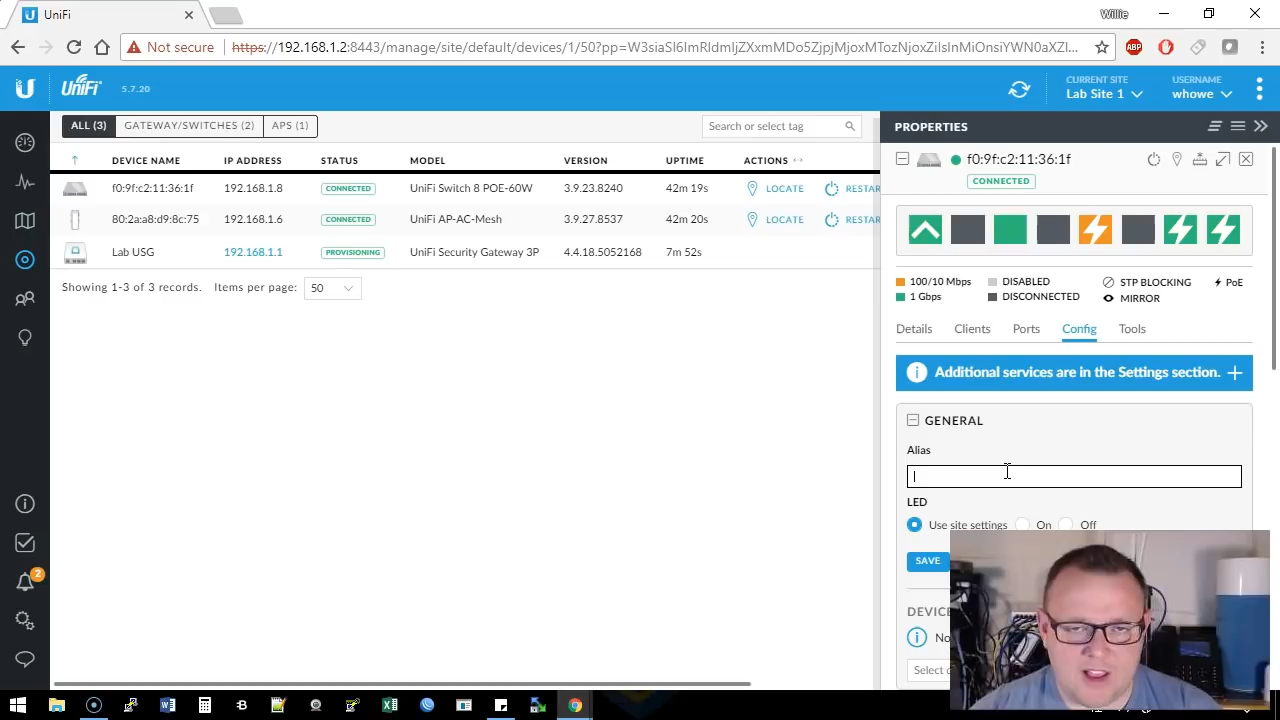 UniFi
Willie
Not secure
https://192.168.1.2:8443/manage/site/default/devices/1/50?pp=W3siaSI6ImRldmljZXxmMDo5ZjpjMjoxMTozNjoxZiIsInMiOnsiYWN0aXZl...
ABP
UniFi
5.7.20
CURRENT SITE
Lab Site 1
USERNAME
whowe
ALL (3) GATEWAY/SWITCHES (2) APS (1)
Search or select tag
DEVICE NAME IP ADDRESS STATUS MODEL VERSION UPTIME ACTIONS
f0:9f:c2:11:36:1f 192.168.1.8 CONNECTED UniFi Switch 8 POE-60W 3.9.23.8240 42m 19s LOCATE RESTAR
80:2a:a8:d9:8c:75 192.168.1.6 CONNECTED UniFi AP-AC-Mesh 3.9.27.8537 42m 20s LOCATE RESTAR
Lab USG 192.168.1.1 PROVISIONING UniFi Security Gateway 3P 4.4.18.5052168 7m 52s
Showing 1-3 of 3 records. Items per page: 50
2
PROPERTIES
f0:9f:c2:11:36:1f
CONNECTED
100/10 Mbps DISABLED STP BLOCKING PoE
1 Gbps DISCONNECTED MIRROR
Details Clients Ports Config Tools
Additional services are in the Settings section.
GENERAL
Alias
LED
Use site settings On Off
SAVE
DEVICE
No
Select